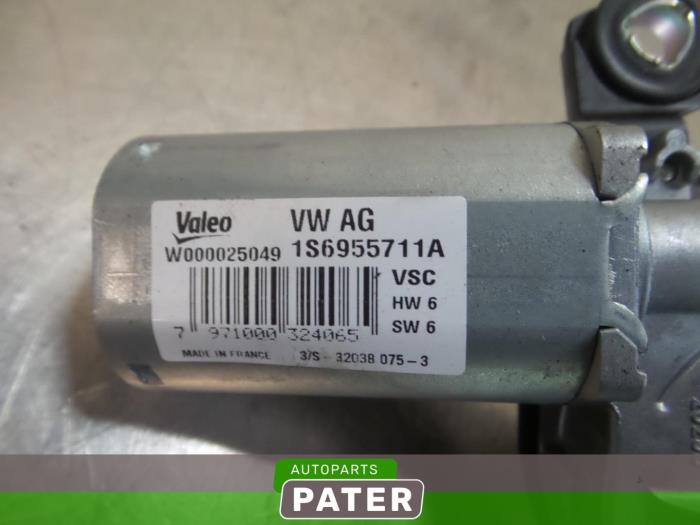 Valeo VW AG
W000025049 1S6955711A
VSC
HW 6
SW 6
7 971000 324065
MADE IN FRANCE 3/S - 32038 075-3
AUTOPARTS
PATER